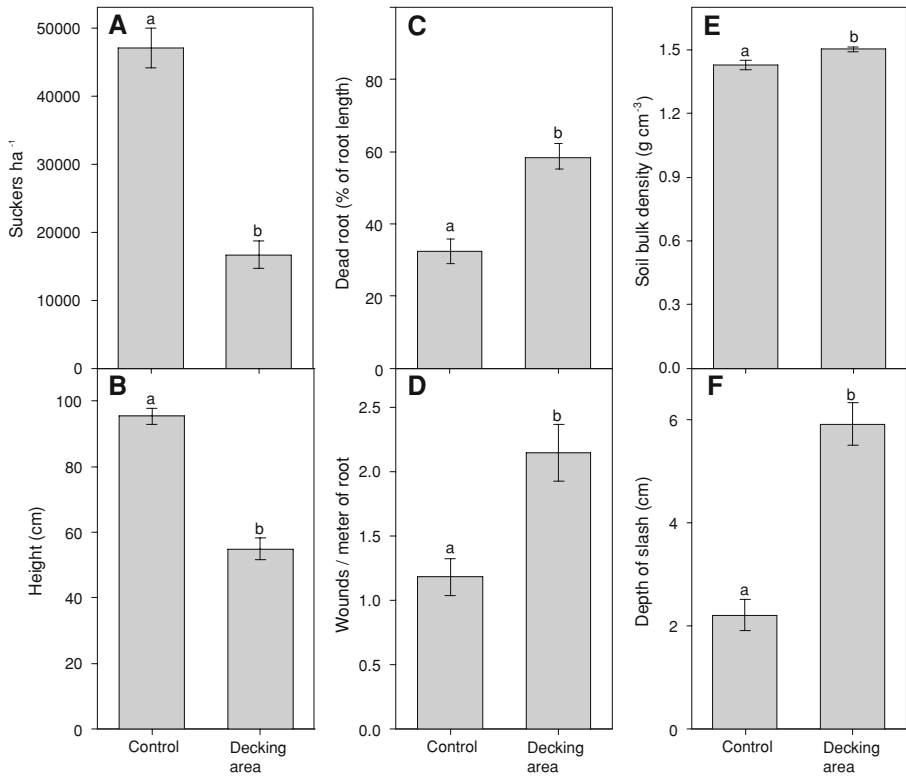 A
Suckers ha⁻¹
50000
40000
30000
20000
10000
0
a
b
C
Dead root (% of root length)
80
60
40
20
0
a
b
E
Soil bulk density (g cm⁻³)
1.5
1.2
0.9
0.6
0.3
0.0
a
b
B
Height (cm)
100
80
60
40
20
0
a
b
Control
Decking
area
D
Wounds / meter of root
2.5
2.0
1.5
1.0
0.5
0.0
a
b
Control
Decking
area
F
Depth of slash (cm)
6
4
2
0
a
b
Control
Decking
area